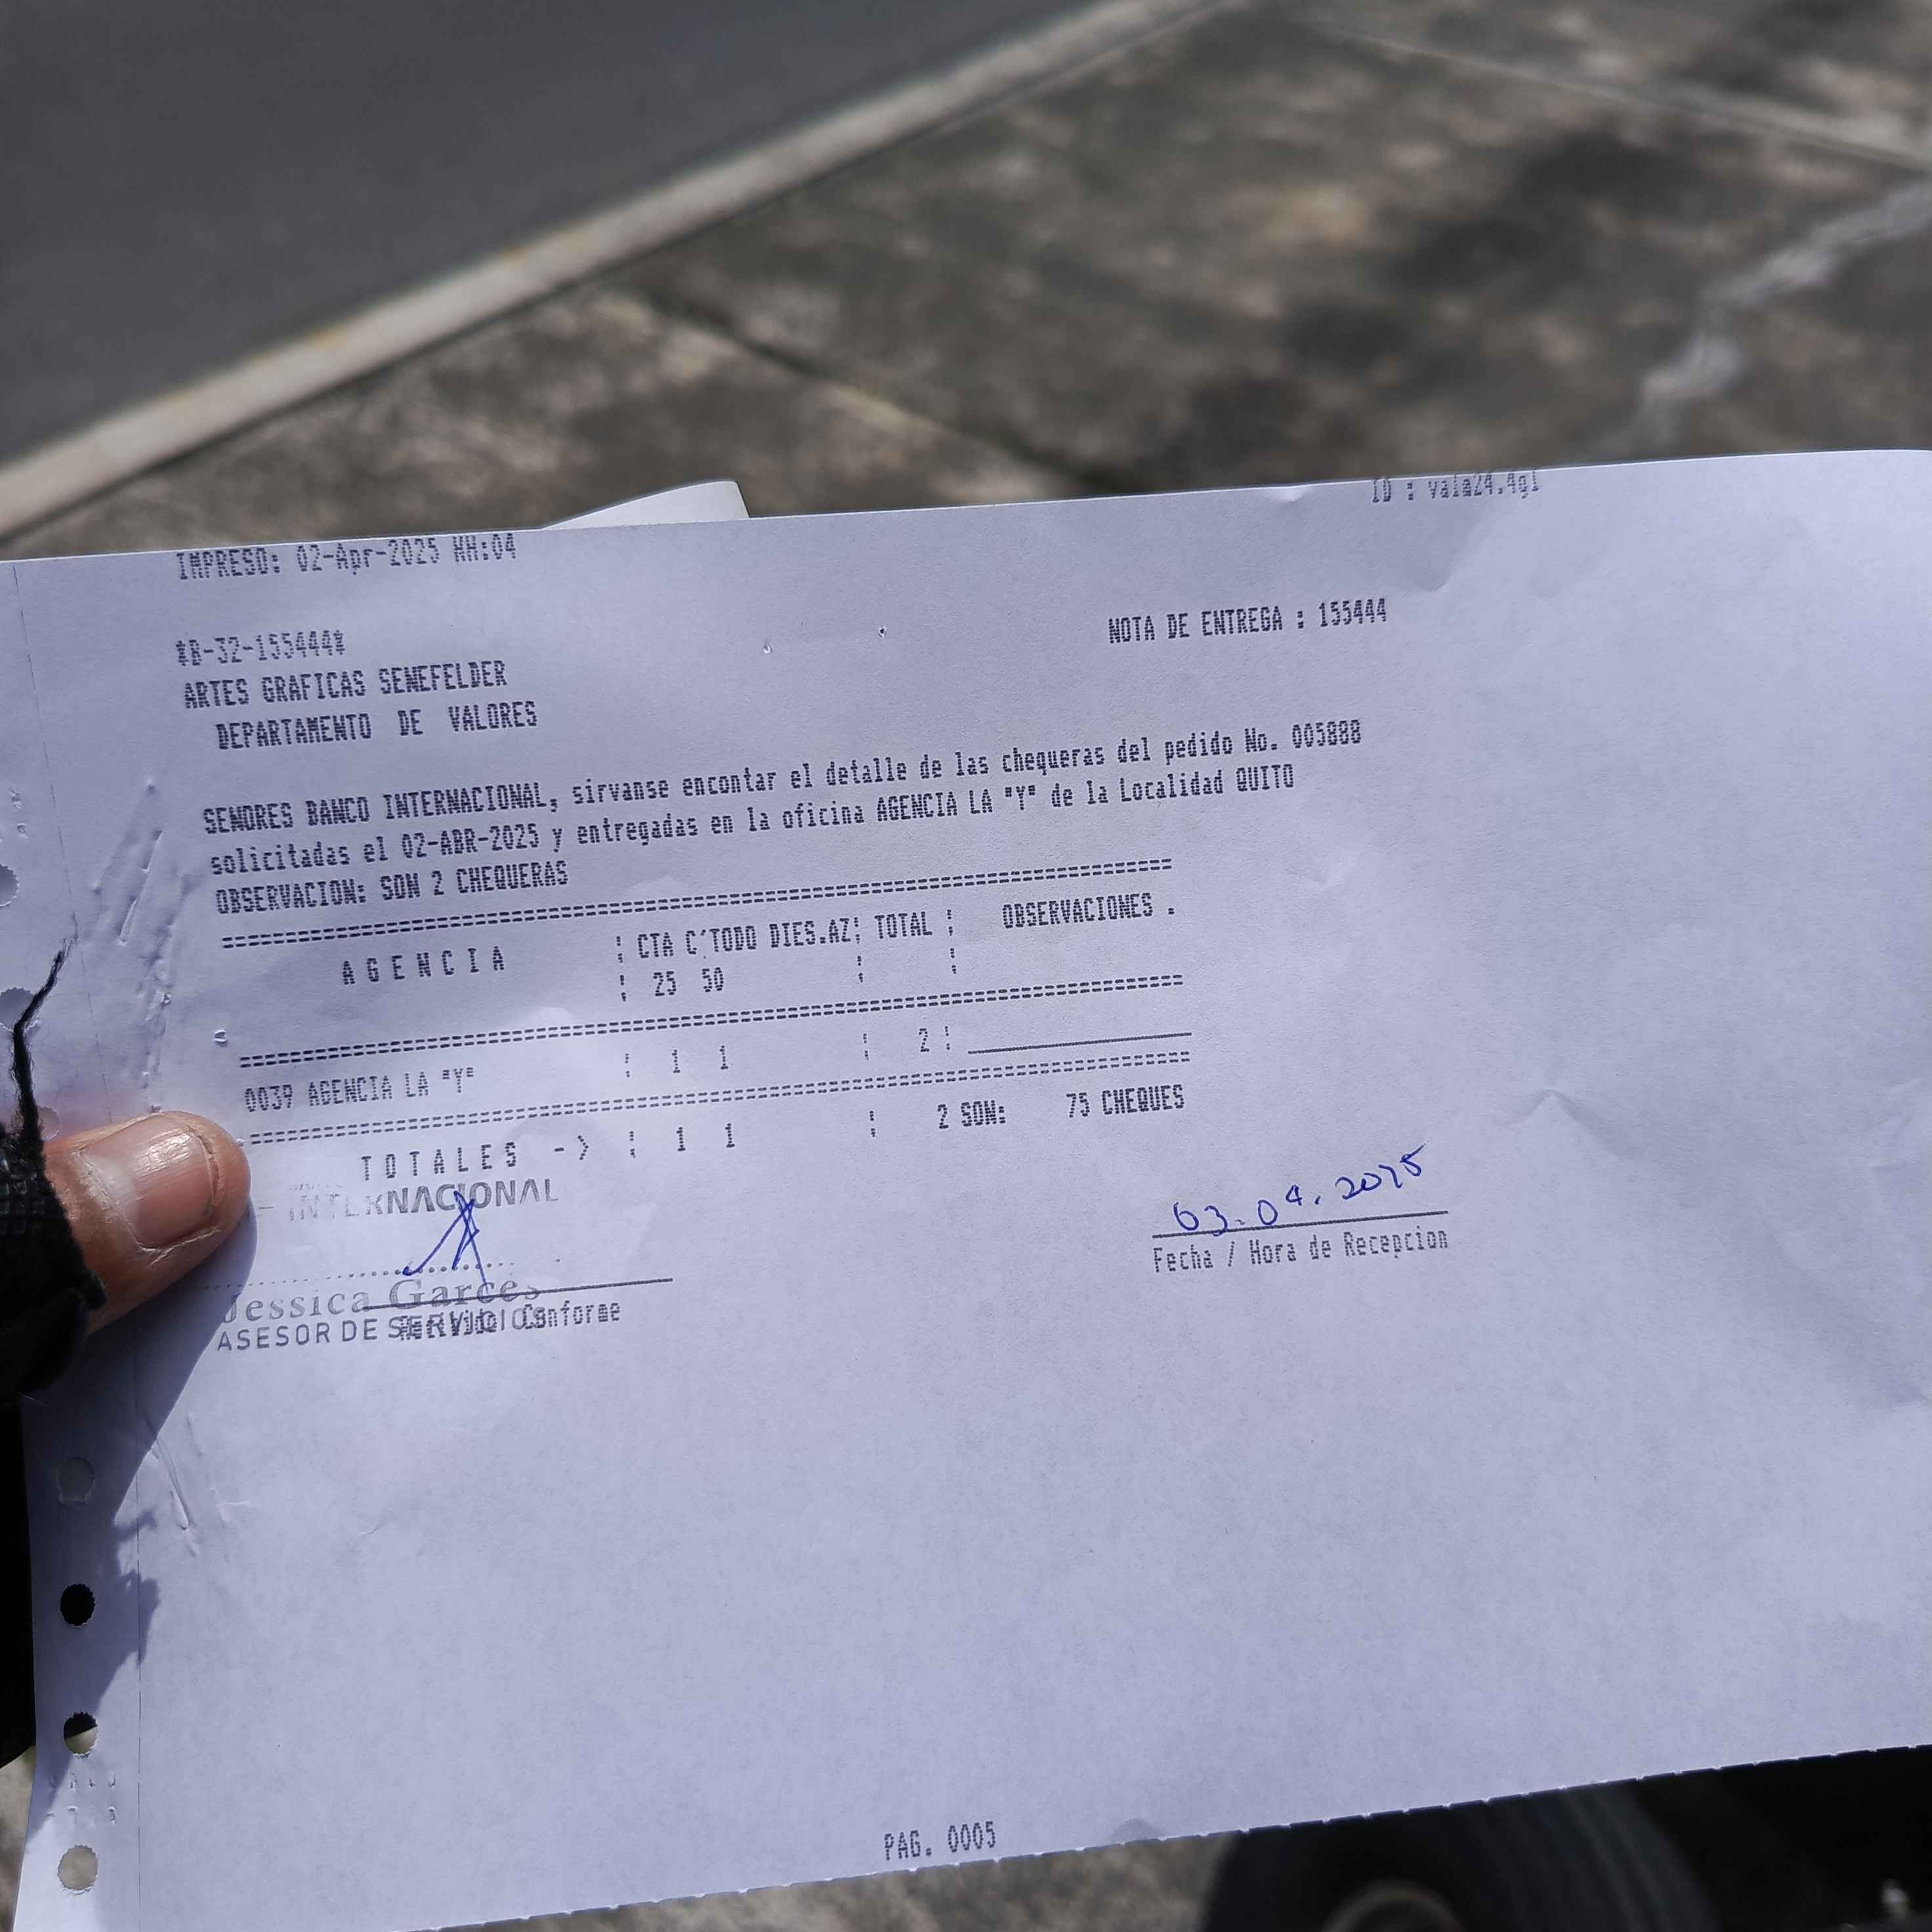 ID : vala24.4gl
IMPRESO: 02-Apr-2025 HH:04
*B-32-155444*
NOTA DE ENTREGA : 155444
ARTES GRAFICAS SENEFELDER
DEPARTAMENTO DE VALORES
SENORES BANCO INTERNACIONAL, sirvanse encontar el detalle de las chequeras del pedido No. 005888
solicitadas el 02-ABR-2025 y entregadas en la oficina AGENCIA LA "Y" de la Localidad QUITO
OBSERVACION: SON 2 CHEQUERAS
================================================
A G E N C I A ¦ CTA C'TODO DIES.AZ¦ TOTAL ¦ OBSERVACIONES .
¦ 25 50 ¦ ¦
================================================
0039 AGENCIA LA "Y" ¦ 1 1 ¦ 2 ¦ ____________________
================================================
T O T A L E S -> ¦ 1 1 ¦ 2 SON: 75 CHEQUES
INTERNACIONAL
03.04.2025
Fecha / Hora de Recepcion
Jessica Garces
ASESOR DE SERVICIOS
Recibido Conforme
PAG. 0005